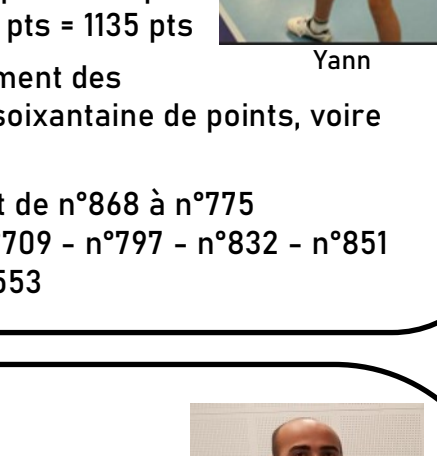 pts = 1135 pts
Yann
ment des
soixantaine de points, voire
t de n°868 à n°775
709 - n°797 - n°832 - n°851
553